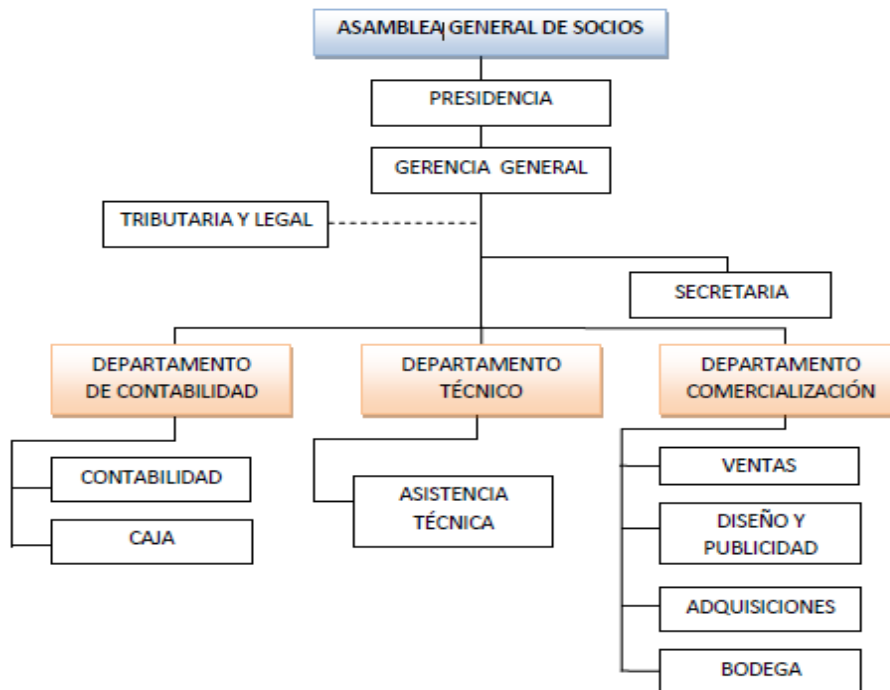 ASAMBLEA GENERAL DE SOCIOS
PRESIDENCIA
GERENCIA GENERAL
TRIBUTARIA Y LEGAL
SECRETARIA
DEPARTAMENTO
DE CONTABILIDAD
DEPARTAMENTO
TÉCNICO
DEPARTAMENTO
COMERCIALIZACIÓN
CONTABILIDAD
CAJA
ASISTENCIA
TÉCNICA
VENTAS
DISEÑO Y
PUBLICIDAD
ADQUISICIONES
BODEGA